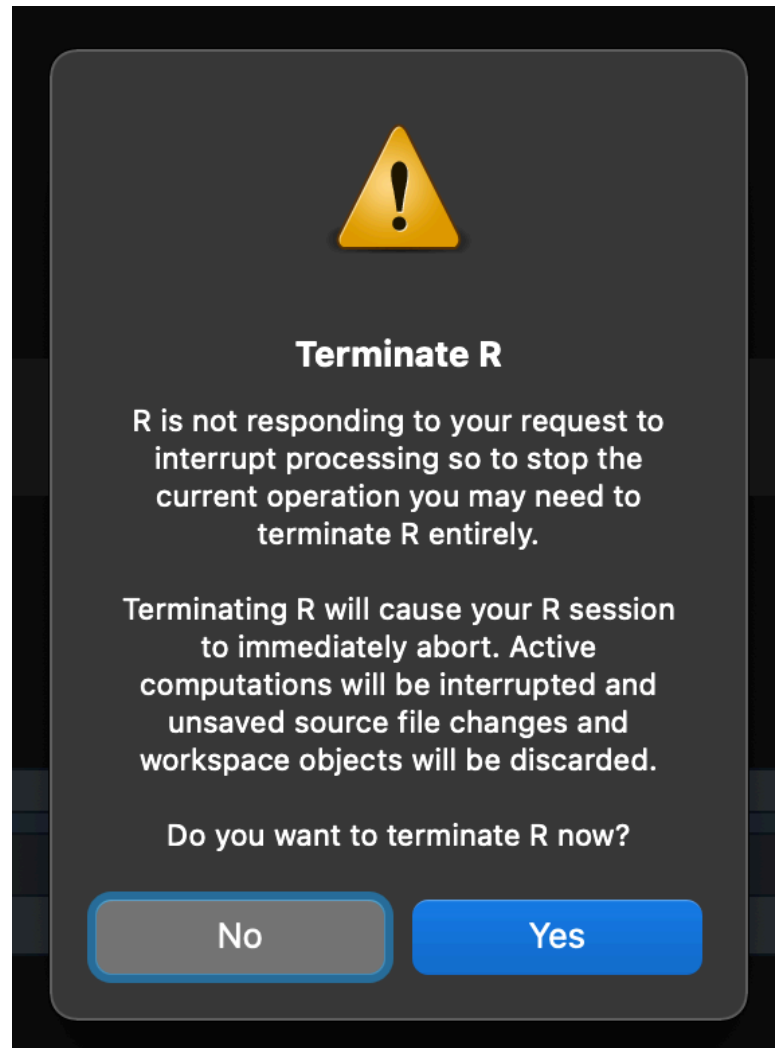 Terminate R
R is not responding to your request to
interrupt processing so to stop the
current operation you may need to
terminate R entirely.
Terminating R will cause your R session
to immediately abort. Active
computations will be interrupted and
unsaved source file changes and
workspace objects will be discarded.
Do you want to terminate R now?
No
Yes